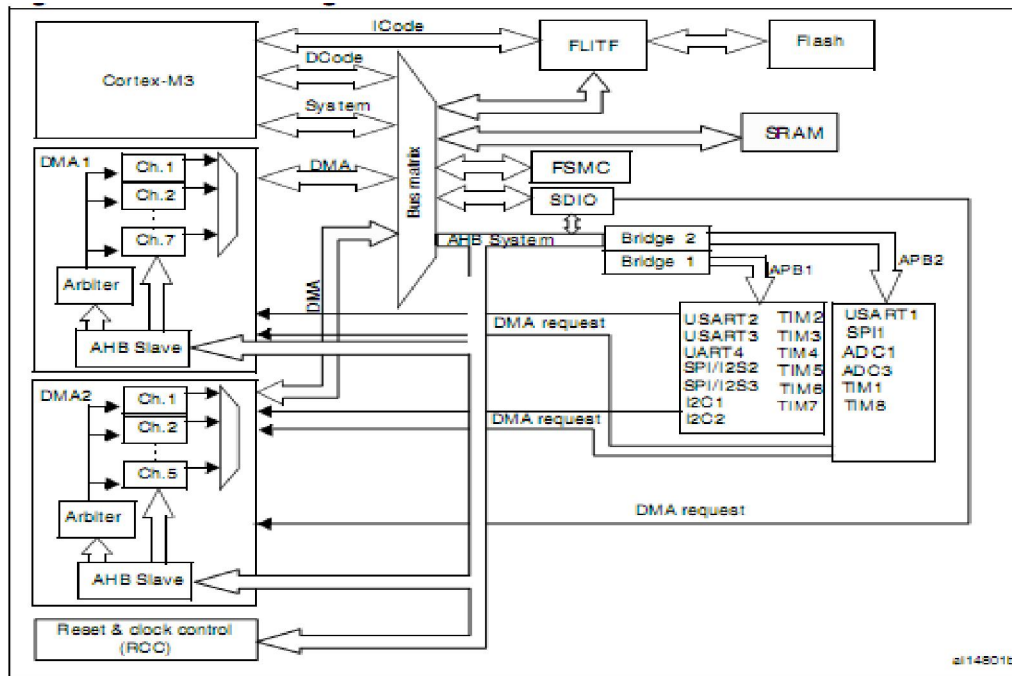 ICode
FLITF
Flash
DCode
Cortex-M3
System
SRAM
DMA1
Ch.1
DMA
FSMC
Ch.2
Bus matrix
SDIO
Ch.7
AHB System
Bridge 2
Bridge 1
APB1
APB2
Arbiter
DMA
DMA request
AHB Slave
USART2
USART3
UART4
SPI/I2S2
SPI/I2S3
I2C1
I2C2
TIM2
TIM3
TIM4
TIM5
TIM6
TIM7
USART1
SPI1
ADC1
ADC3
TIM1
TIM8
DMA2
Ch.1
Ch.2
DMA request
Ch.5
Arbiter
DMA request
AHB Slave
Reset & clock control
(RCC)
ai14801b